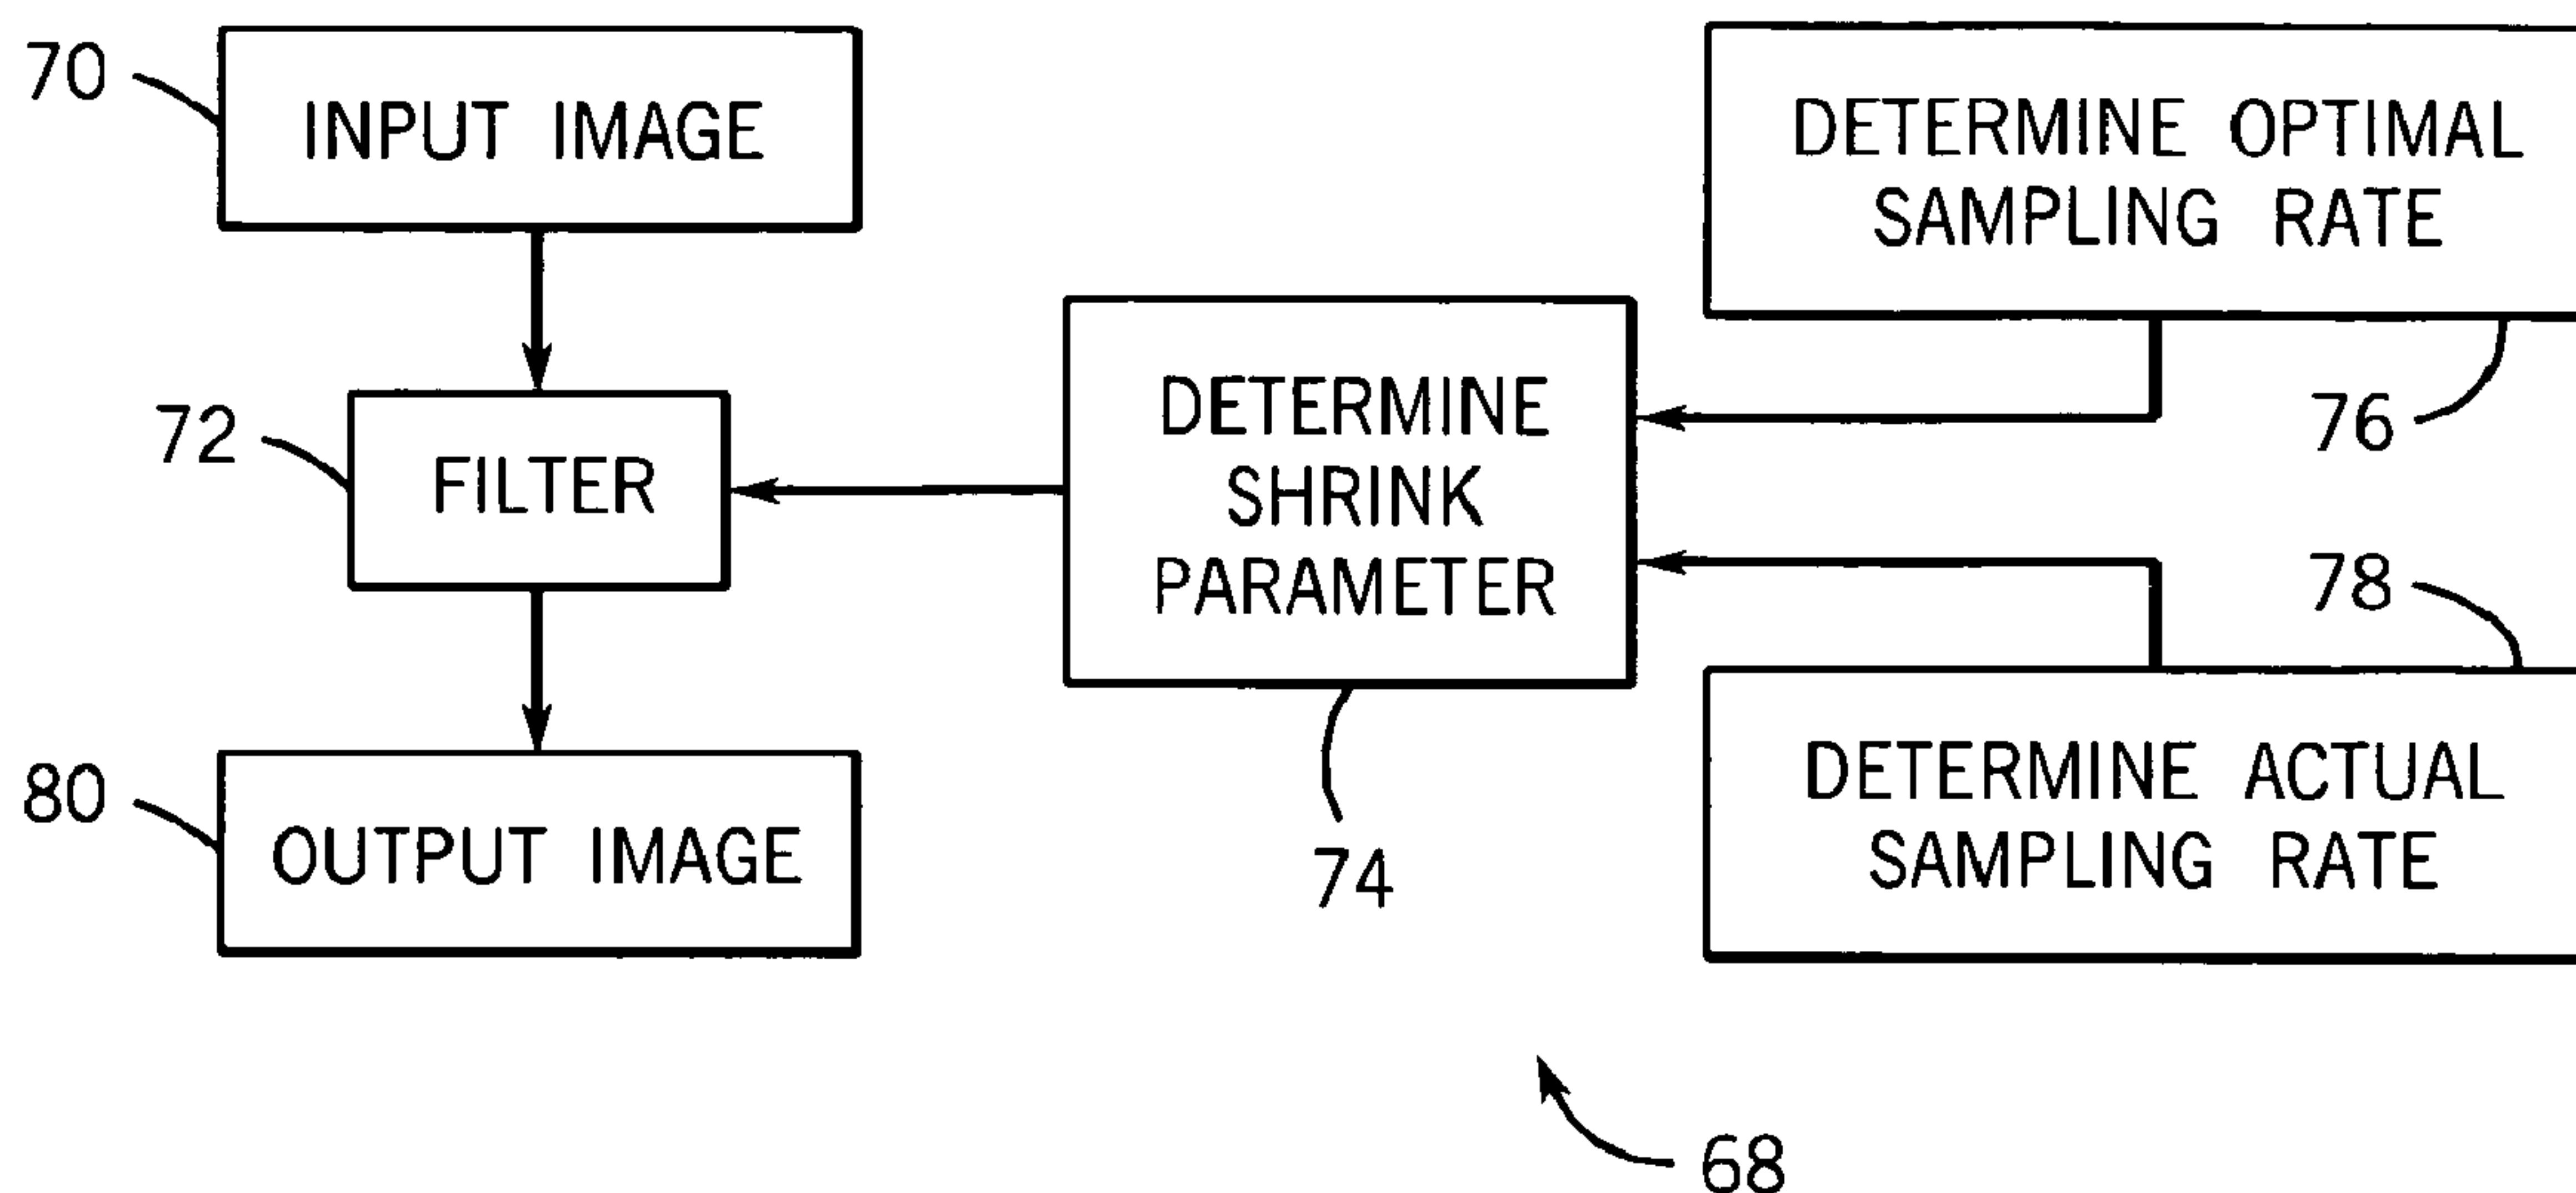 70
INPUT IMAGE
DETERMINE OPTIMAL
SAMPLING RATE
76
72
FILTER
DETERMINE
SHRINK
PARAMETER
74
78
DETERMINE ACTUAL
SAMPLING RATE
80
OUTPUT IMAGE
68